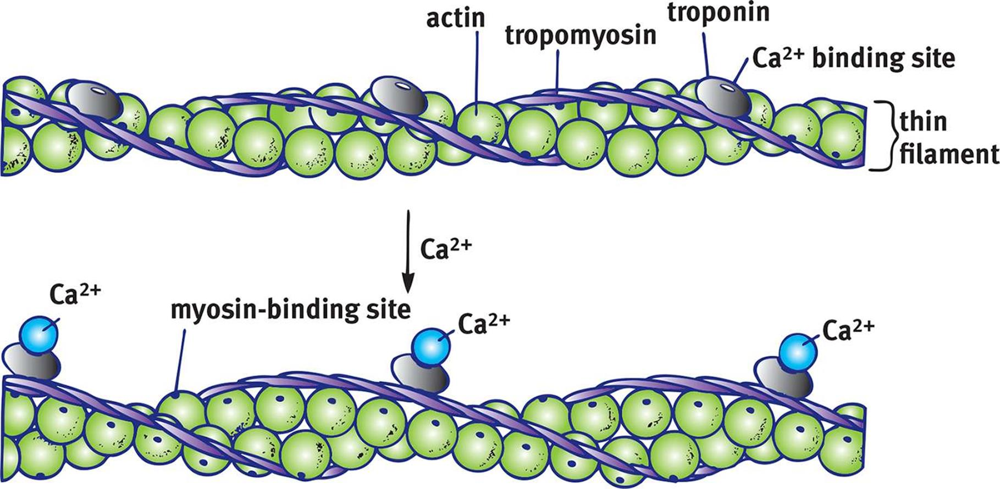 actin
tropomyosin
troponin
Ca²⁺ binding site
thin
filament
Ca²⁺
Ca²⁺
myosin-binding site
Ca²⁺
Ca²⁺